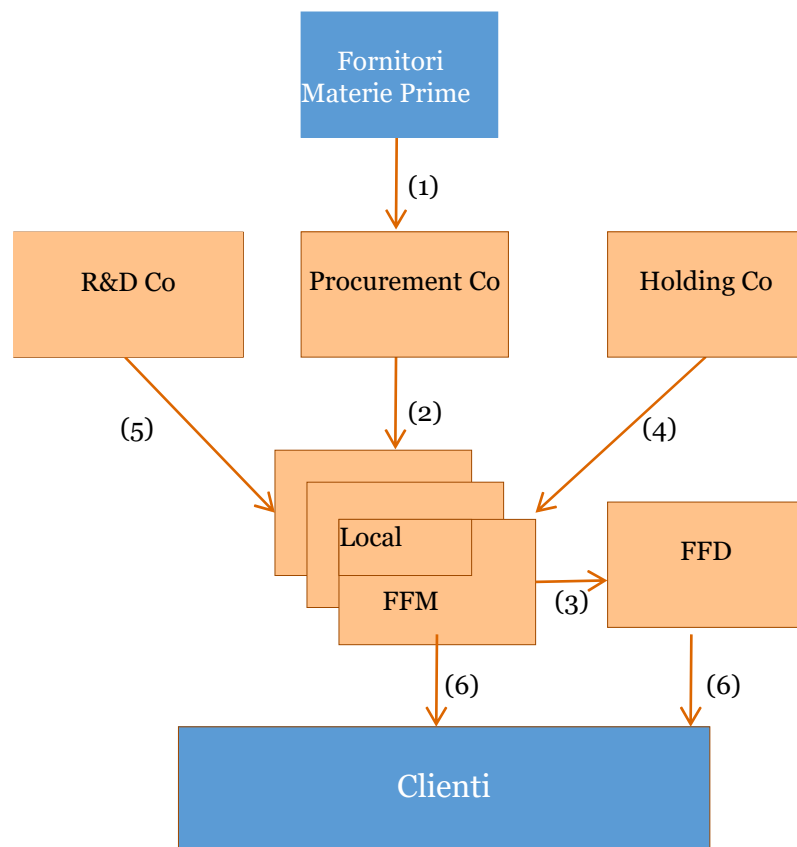 Fornitori
Materie Prime
(1)
R&D Co
Procurement Co
Holding Co
(5)
(2)
(4)
Local
FFM
(3)
FFD
(6)
(6)
Clienti